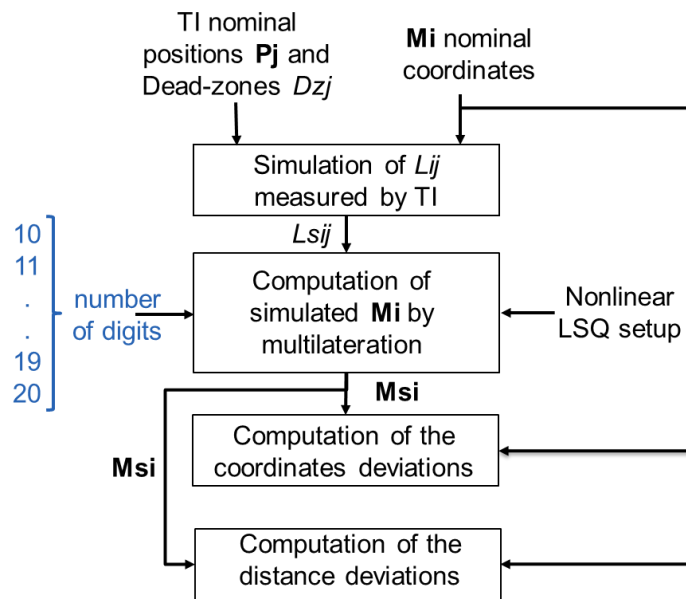 TI nominal
positions Pj and
Dead-zones Dzj
Mi nominal
coordinates
Simulation of Lij
measured by TI
Lsij
10
11
.
.
19
20
number
of digits
Computation of
simulated Mi by
multilateration
Nonlinear
LSQ setup
Msi
Computation of the
coordinates deviations
Msi
Computation of the
distance deviations